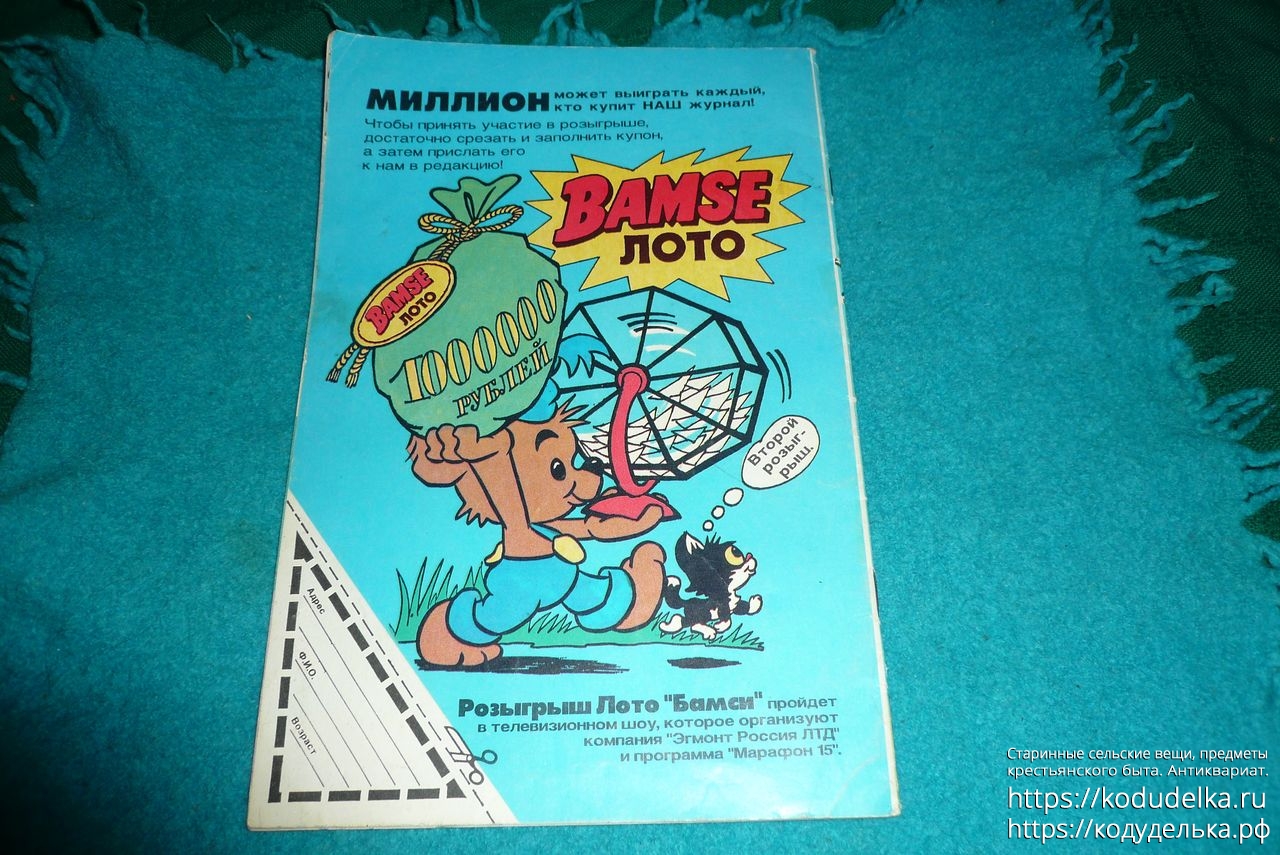 МИЛЛИОН может выиграть каждый,
кто купит НАШ журнал!
Чтобы принять участие в розыгрыше,
достаточно срезать и заполнить купон,
а затем прислать его
к нам в редакцию!
BAMSE
ЛОТО
BAMSE
ЛОТО
1000000
РУБЛЕЙ
Второй
розыг-
рыш.
Адрес
Ф.И.О.
Возраст
Розыгрыш Лото "Бамси" пройдет
в телевизионном шоу, которое организуют
компания "Эгмонт Россия ЛТД"
и программа "Марафон 15".
Старинные сельские вещи, предметы
крестьянского быта. Антиквариат.
https://kodudelka.ru
https://кодуделька.рф